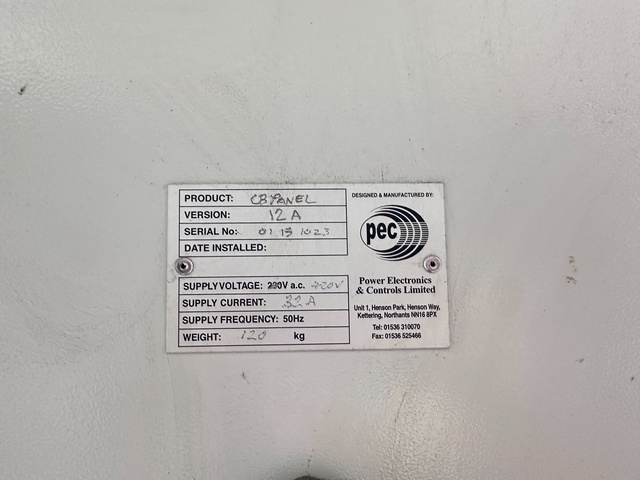 PRODUCT: CB PANEL
VERSION: 12 A
SERIAL No: 01 15 1023
DATE INSTALLED:
SUPPLY VOLTAGE: a.c. 220V
SUPPLY CURRENT: 32 A
SUPPLY FREQUENCY: 50Hz
WEIGHT: 120 kg
DESIGNED & MANUFACTURED BY:
pec
Power Electronics
& Controls Limited
Unit 1, Henson Park, Henson Way,
Kettering, Northants NN16 8PX
Tel: 01536 310070
Fax: 01536 525466